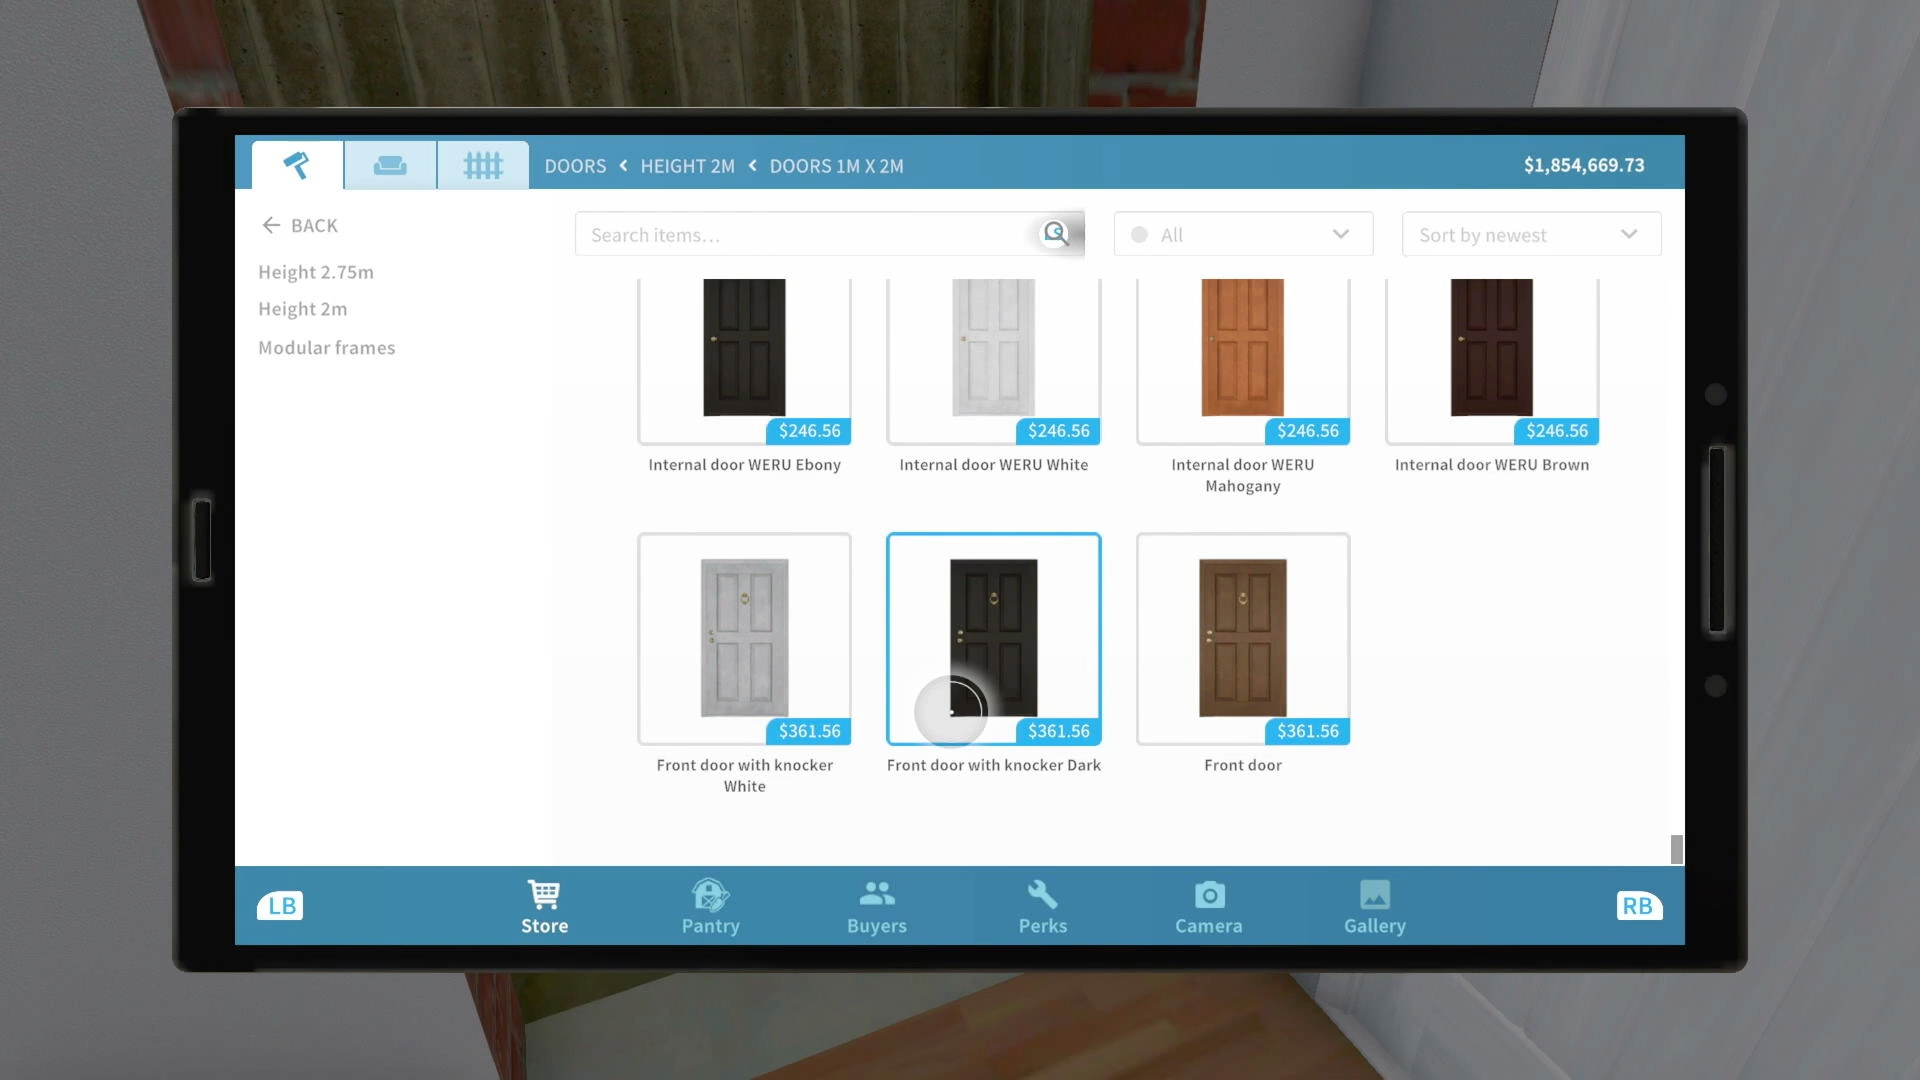 DOORS < HEIGHT 2M < DOORS 1M X 2M
$1,854,669.73
BACK
Search items...
All
Sort by newest
Height 2.75m
Height 2m
Modular frames
$246.56
$246.56
$246.56
$246.56
Internal door WERU Ebony
Internal door WERU White
Internal door WERU
Mahogany
Internal door WERU Brown
$361.56
$361.56
$361.56
Front door with knocker
White
Front door with knocker Dark
Front door
LB
Store
Pantry
Buyers
Perks
Camera
Gallery
RB